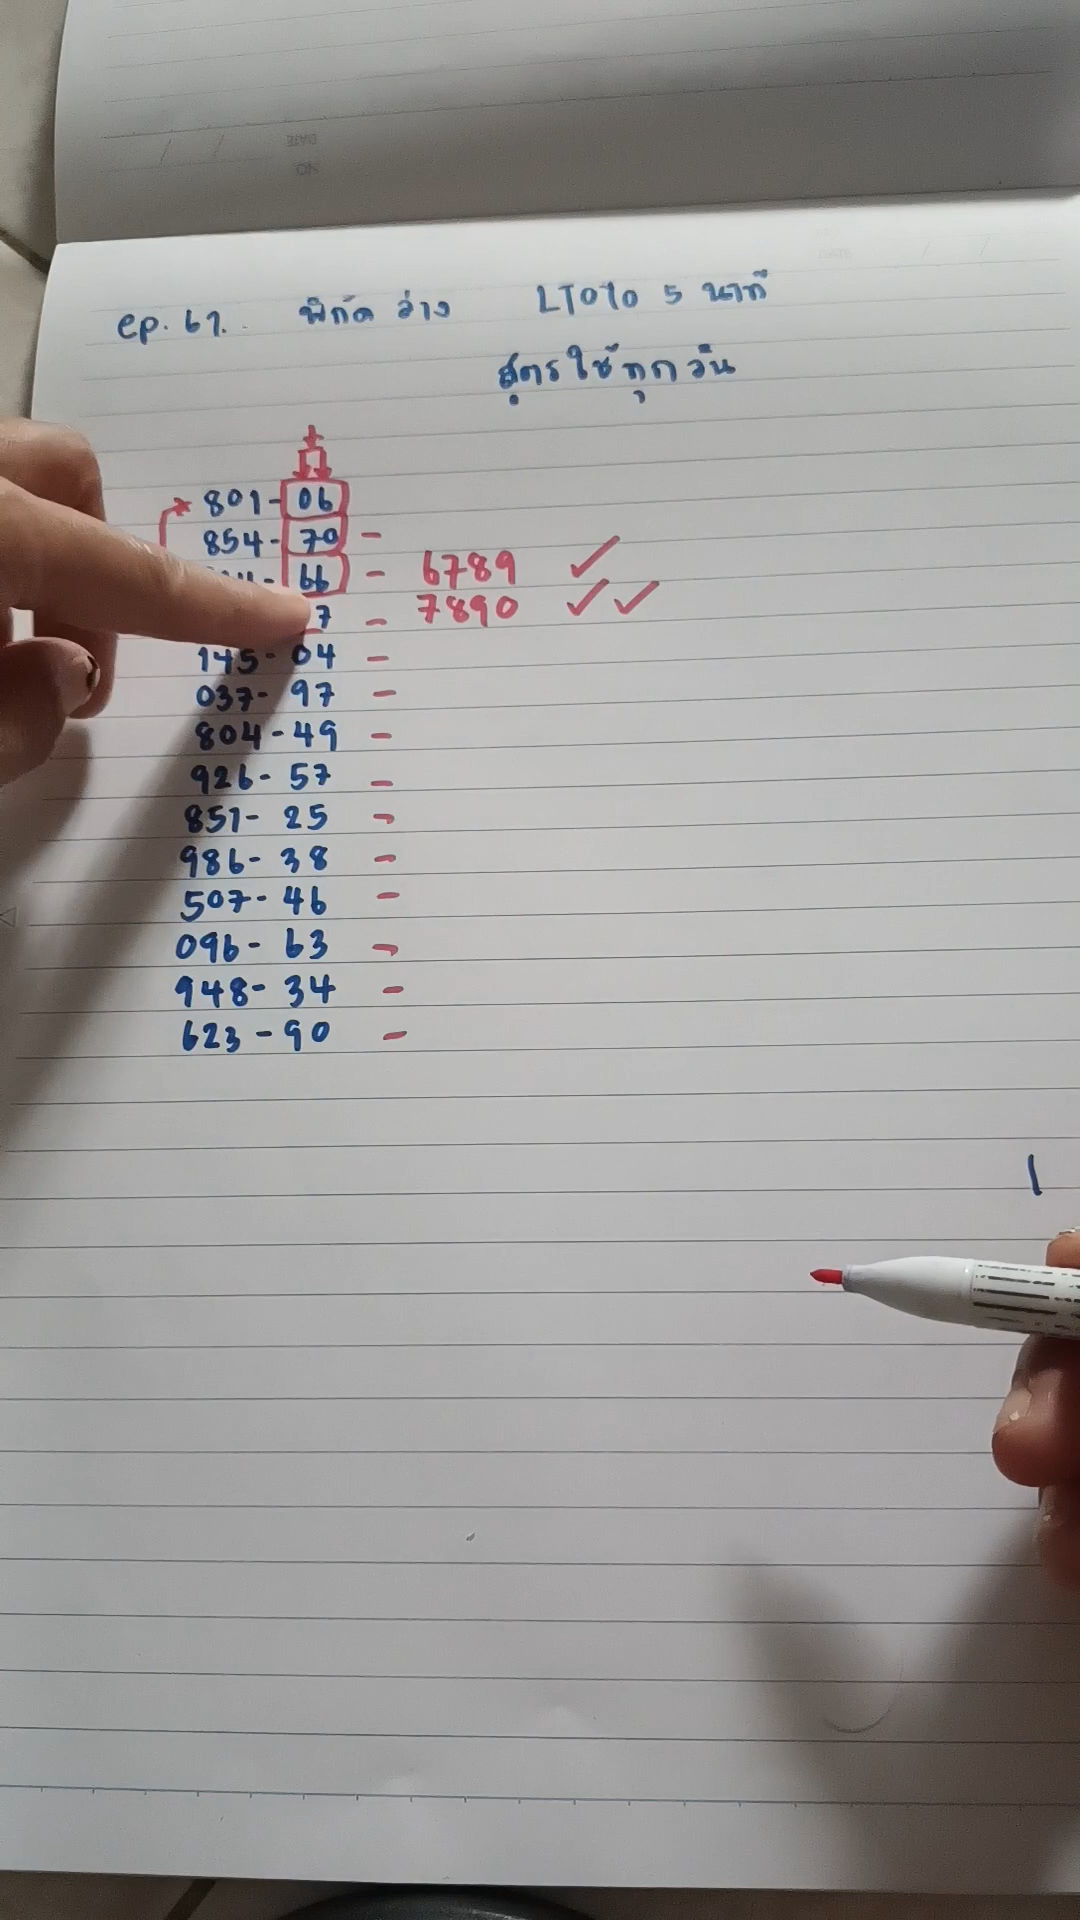 NO.
DATE
ep. 67. พิกัด ล่าง LTOTO 5 นาที
สูตรใช้ทุกวัน
801-06
854-70 -
66 - 6789 ✓
7 - 7890 ✓✓
145-04 -
037-97 -
804-49 -
926-57 -
851-25 -
986-38 -
507-46 -
096-63 -
948-34 -
623-90 -